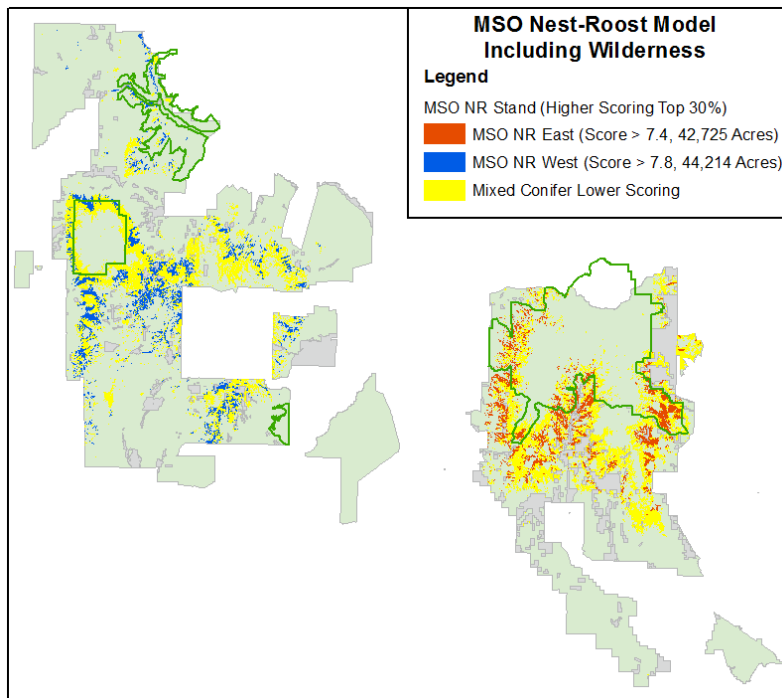 MSO Nest-Roost Model
Including Wilderness
Legend
MSO NR Stand (Higher Scoring Top 30%)
MSO NR East (Score > 7.4, 42,725 Acres)
MSO NR West (Score > 7.8, 44,214 Acres)
Mixed Conifer Lower Scoring